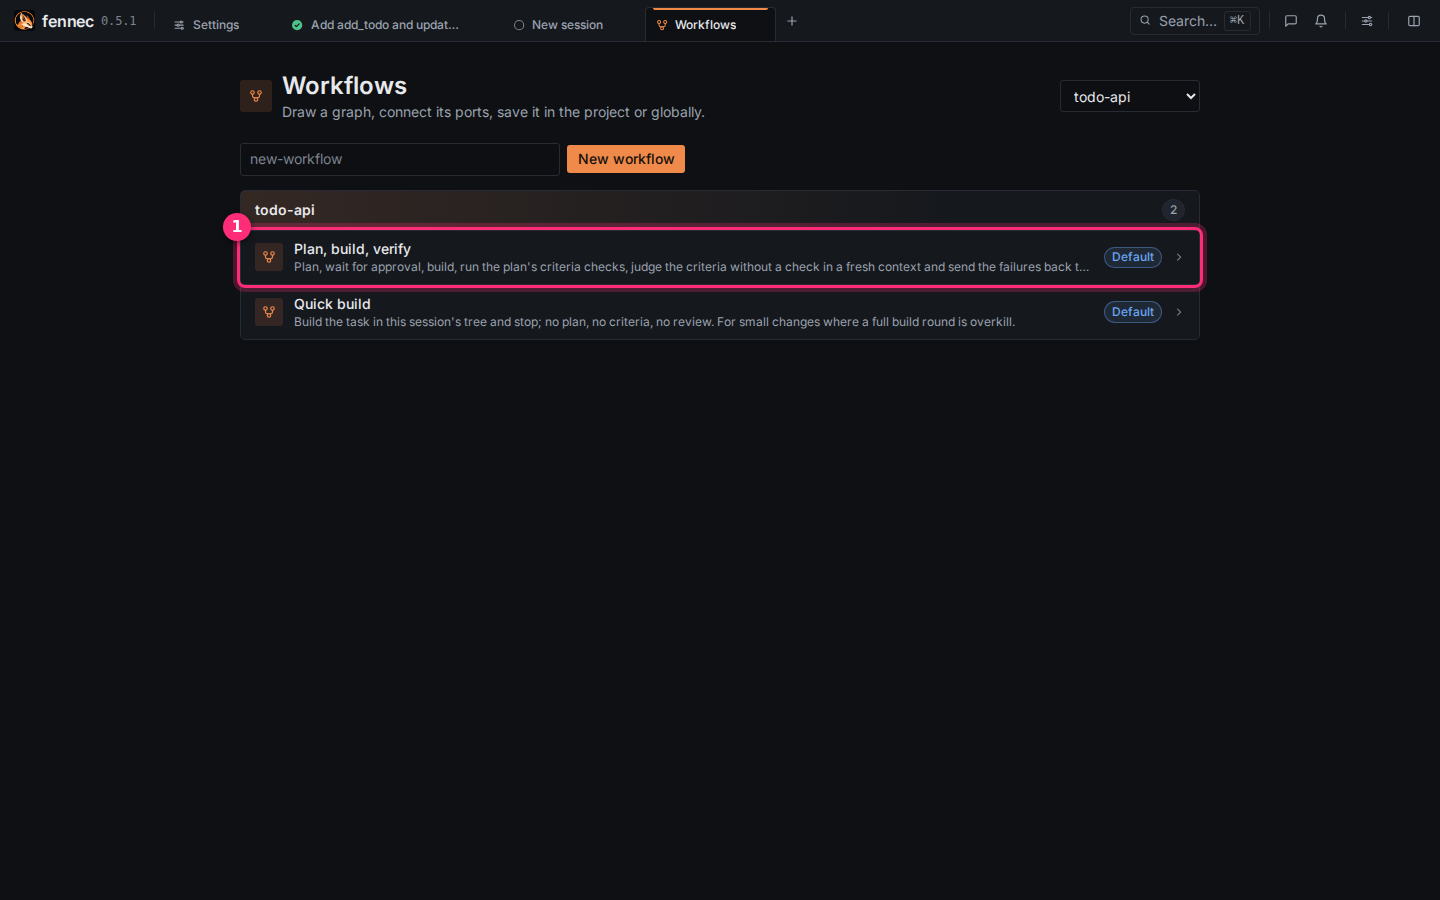 fennec 0.5.1
Settings
Add add_todo and updat...
New session
Workflows
Search... ⌘K
Workflows
Draw a graph, connect its ports, save it in the project or globally.
todo-api
new-workflow
New workflow
todo-api
2
1
Plan, build, verify
Plan, wait for approval, build, run the plan's criteria checks, judge the criteria without a check in a fresh context and send the failures back t...
Default
Quick build
Build the task in this session's tree and stop; no plan, no criteria, no review. For small changes where a full build round is overkill.
Default